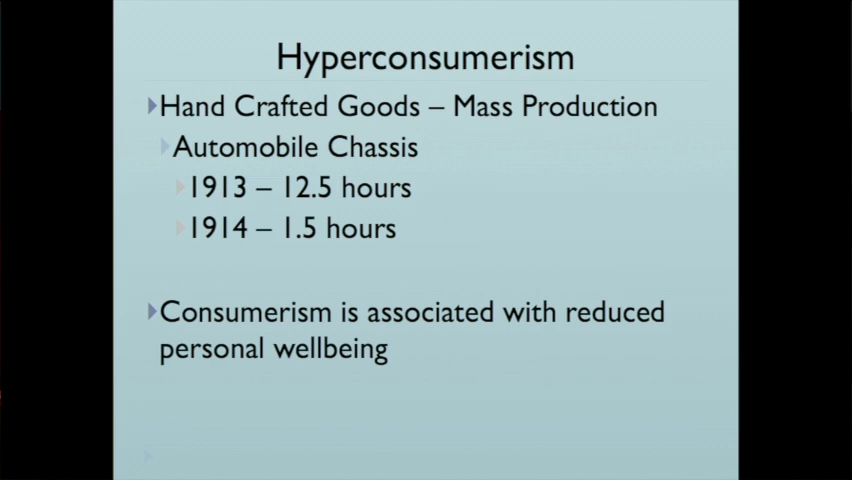 Hyperconsumerism
Hand Crafted Goods – Mass Production
Automobile Chassis
1913 – 12.5 hours
1914 – 1.5 hours
Consumerism is associated with reduced
personal wellbeing